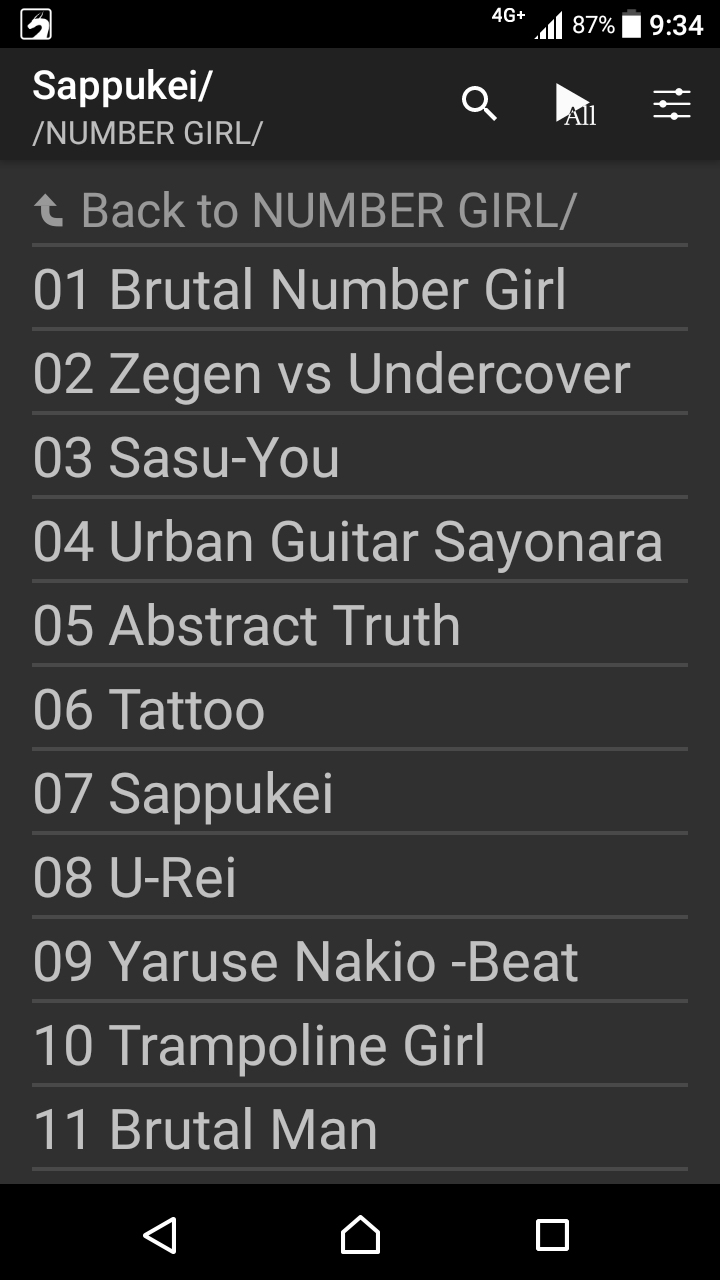 4G+ 87% 9:34
Sappukei/
All
/NUMBER GIRL/
Back to NUMBER GIRL/
01 Brutal Number Girl
02 Zegen vs Undercover
03 Sasu-You
04 Urban Guitar Sayonara
05 Abstract Truth
06 Tattoo
07 Sappukei
08 U-Rei
09 Yaruse Nakio -Beat
10 Trampoline Girl
11 Brutal Man